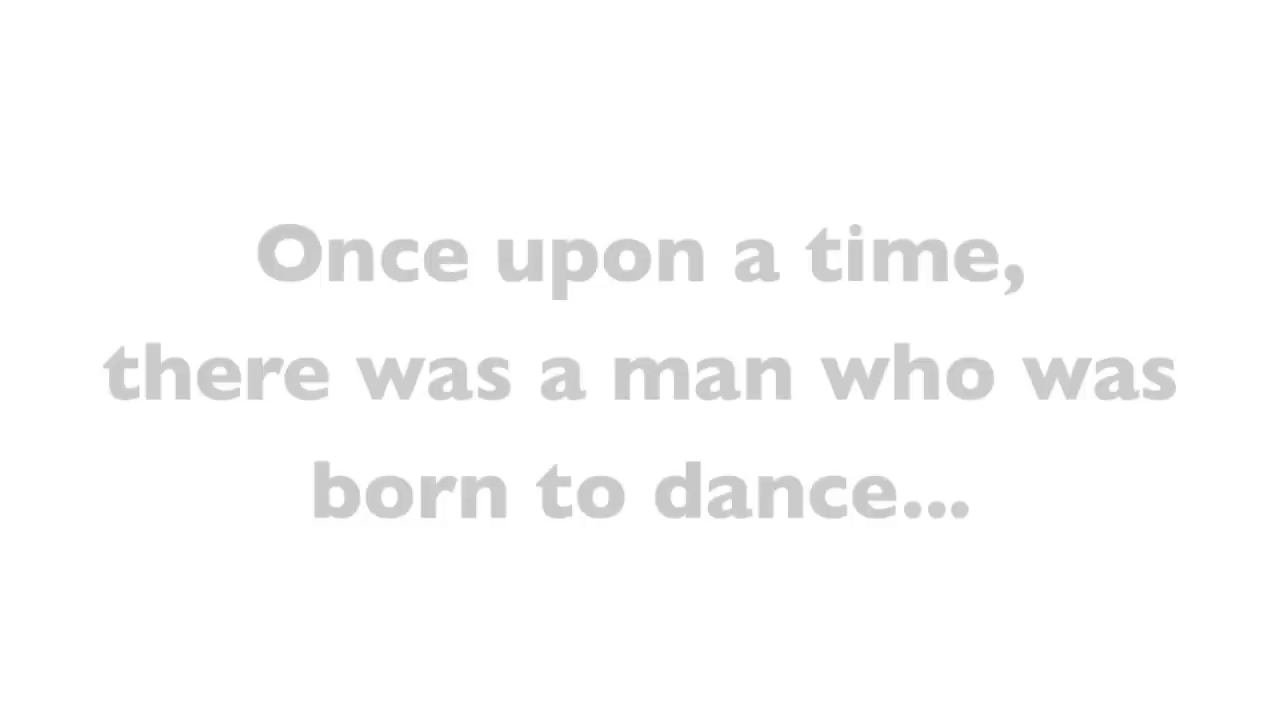 Once upon a time,
there was a man who was
born to dance...